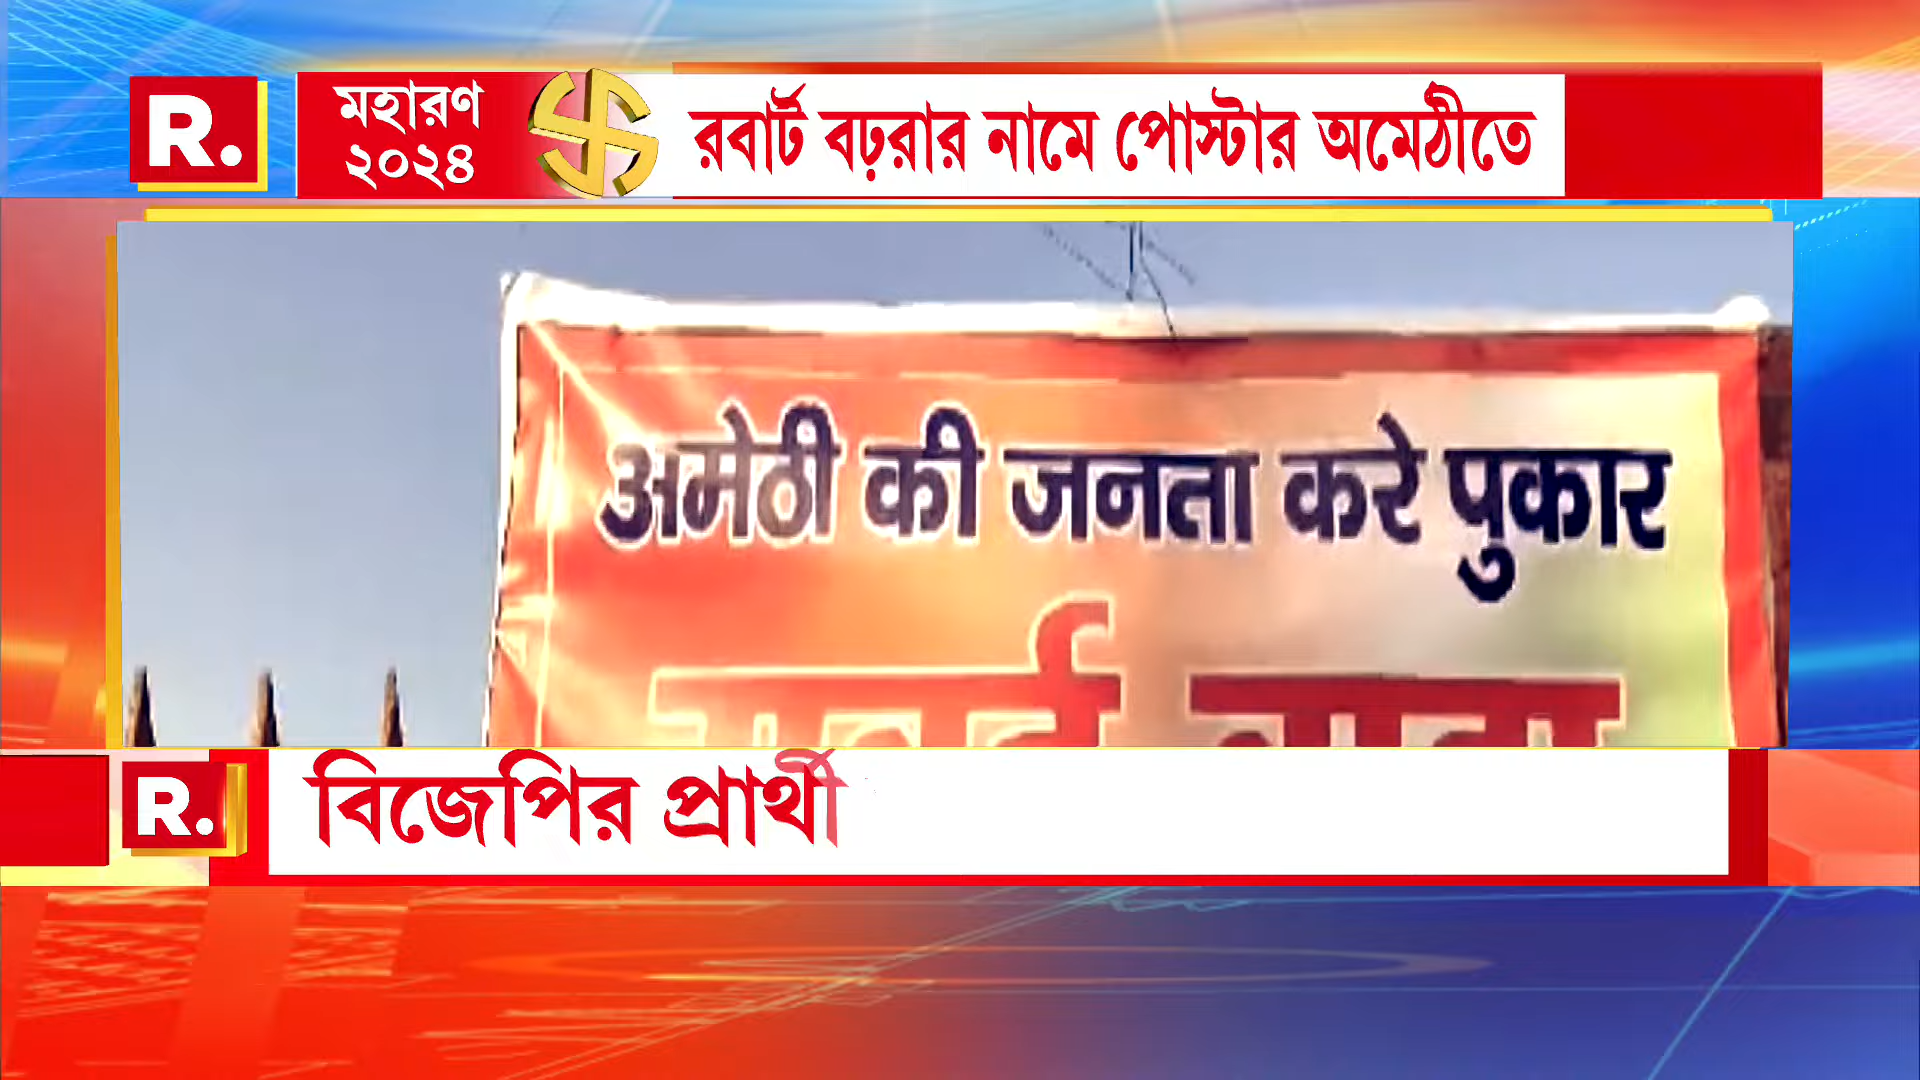 R.
মহারণ
২০২৪
রবার্ট বঢ়রার নামে পোস্টার অমেঠীতে
अमेठी की जनता करे पुकार
R.
বিজেপির প্রার্থী